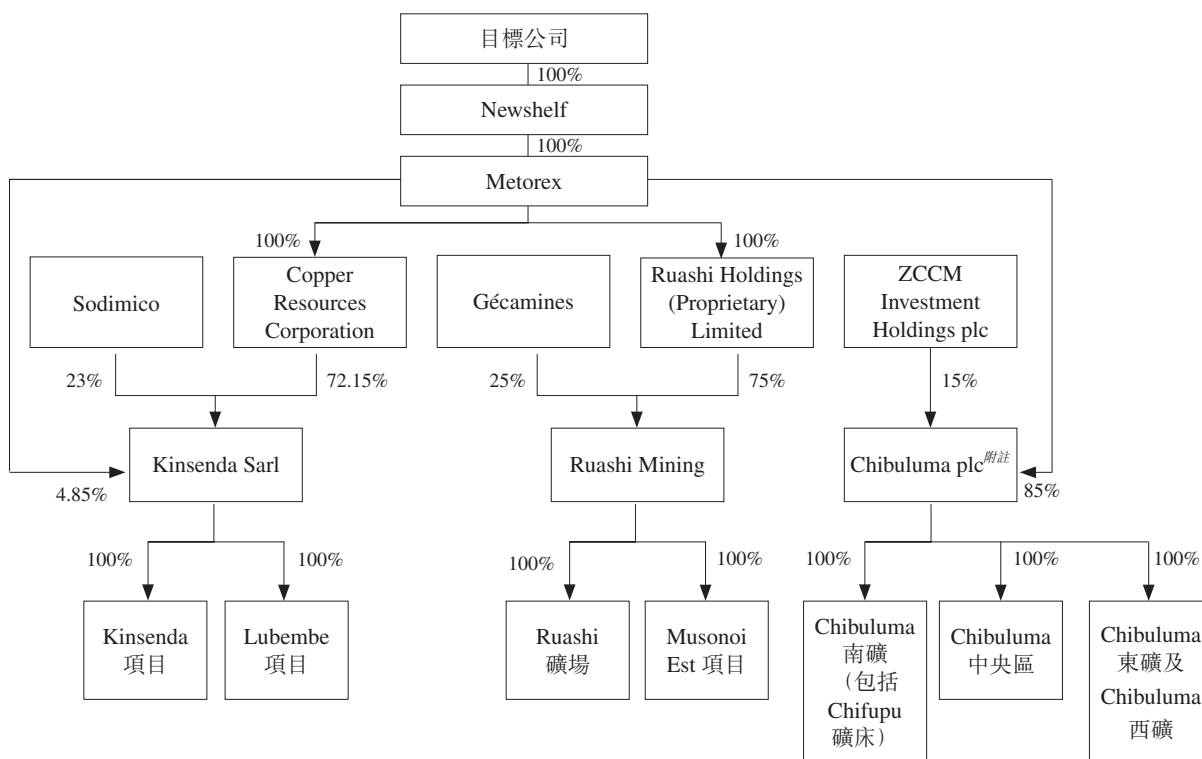 目標公司
100%
Newshelf
100%
Metorex
100%
100%
Sodimico
Copper
Resources
Corporation
Gécamines
Ruashi Holdings
(Proprietary)
Limited
ZCCM
Investment
Holdings plc
23%
72.15%
25%
75%
15%
Kinsenda Sarl
Ruashi Mining
Chibuluma plc附註
4.85%
85%
100%
100%
100%
100%
100%
100%
100%
Kinsenda
項目
Lubembe
項目
Ruashi
礦場
Musonoi
Est 項目
Chibuluma
南礦
（包括
Chifupu
礦床）
Chibuluma
中央區
Chibuluma
東礦及
Chibuluma
西礦